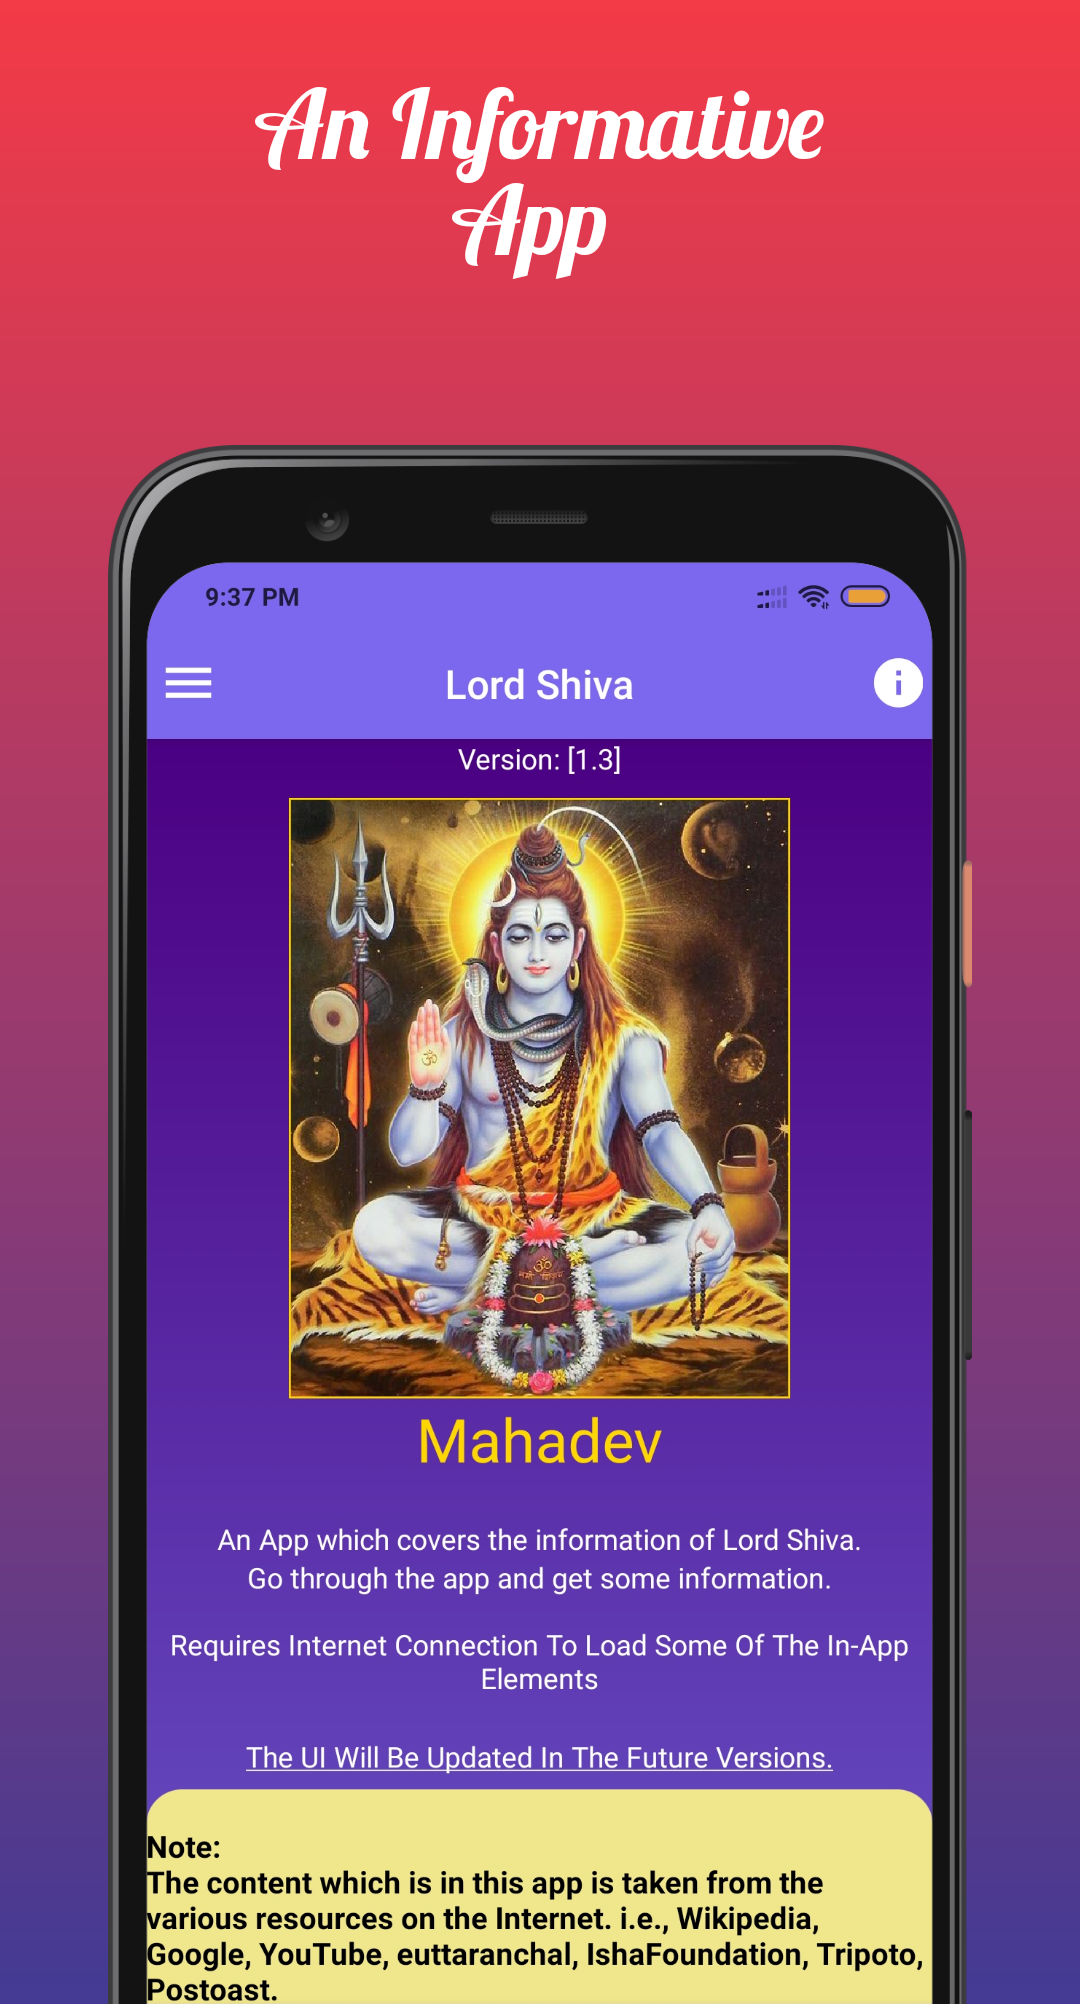 An Informative
App
9:37 PM
Lord Shiva
Version: [1.3]
ॐ
ॐ
Mahadev
An App which covers the information of Lord Shiva.
Go through the app and get some information.
Requires Internet Connection To Load Some Of The In-App
Elements
The UI Will Be Updated In The Future Versions.
Note:
The content which is in this app is taken from the
various resources on the Internet. i.e., Wikipedia,
Google, YouTube, euttaranchal, IshaFoundation, Tripoto,
Postoast.